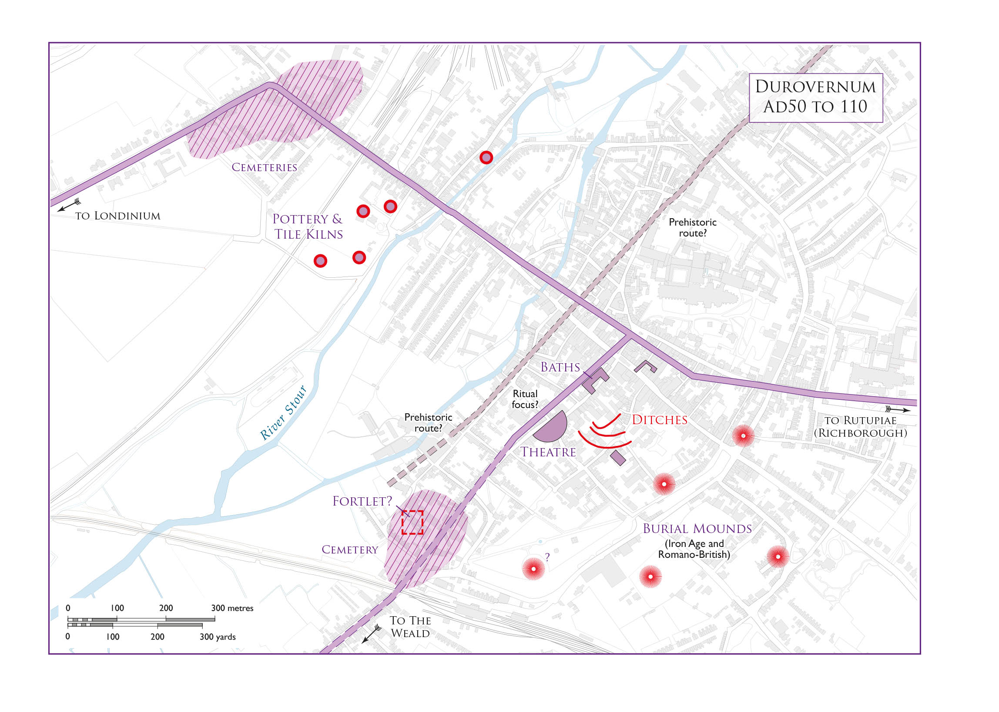 DUROVERNUM
AD50 TO 110
CEMETERIES
TO LONDINIUM
POTTERY &
TILE KILNS
Prehistoric
route?
BATHS
Ritual
focus?
River Stour
Prehistoric
route?
DITCHES
TO RUTUPIAE
(RICHBOROUGH)
THEATRE
FORTLET?
CEMETERY
BURIAL MOUNDS
(Iron Age and
Romano-British)
?
0 100 200 300 metres
0 100 200 300 yards
TO THE
WEALD